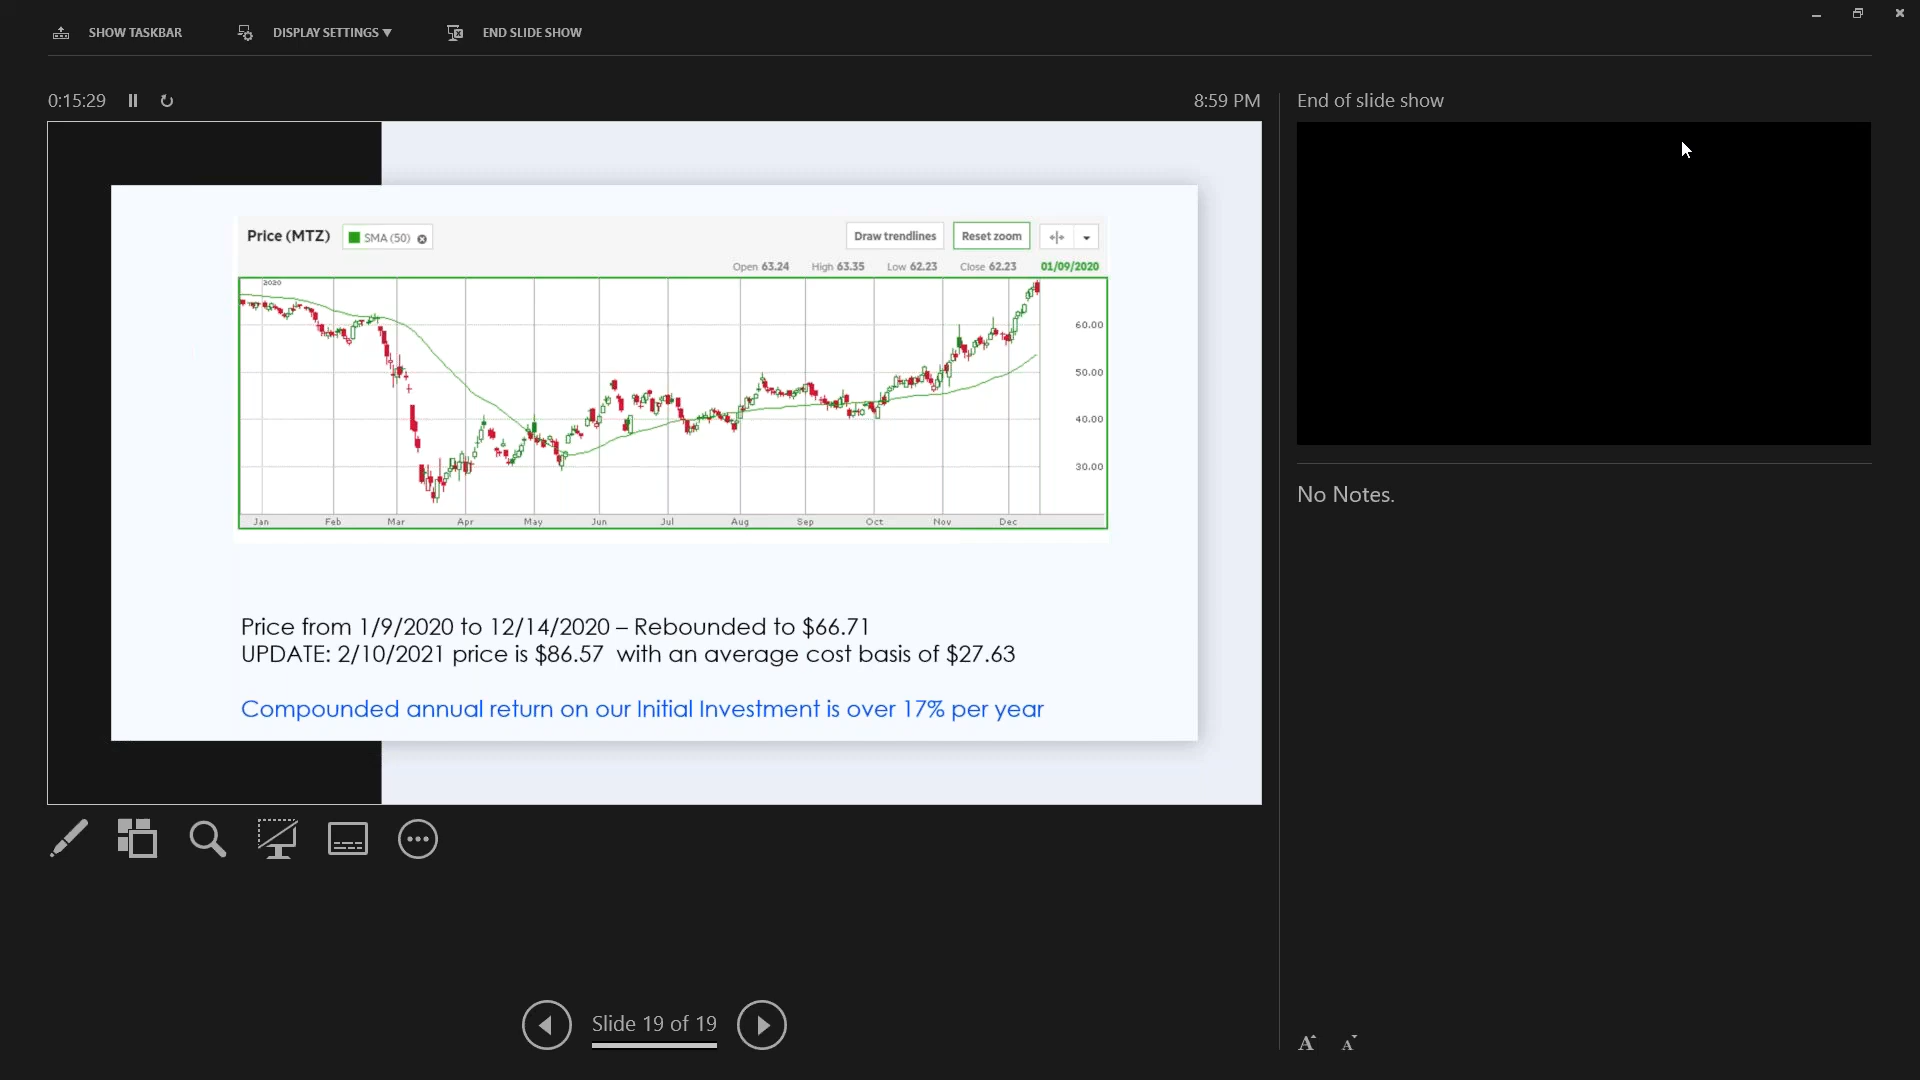 SHOW TASKBAR
DISPLAY SETTINGS ▼
END SLIDE SHOW
0:15:29
8:59 PM
End of slide show
Price (MTZ)
SMA (50)
Draw trendlines
Reset zoom
Open 63.24 High 63.35 Low 62.23 Close 62.23 01/09/2020
2020
60.00
50.00
40.00
30.00
Jan Feb Mar Apr May Jun Jul Aug Sep Oct Nov Dec
Price from 1/9/2020 to 12/14/2020 – Rebounded to $66.71
UPDATE: 2/10/2021 price is $86.57 with an average cost basis of $27.63
Compounded annual return on our Initial Investment is over 17% per year
No Notes.
Slide 19 of 19
A A